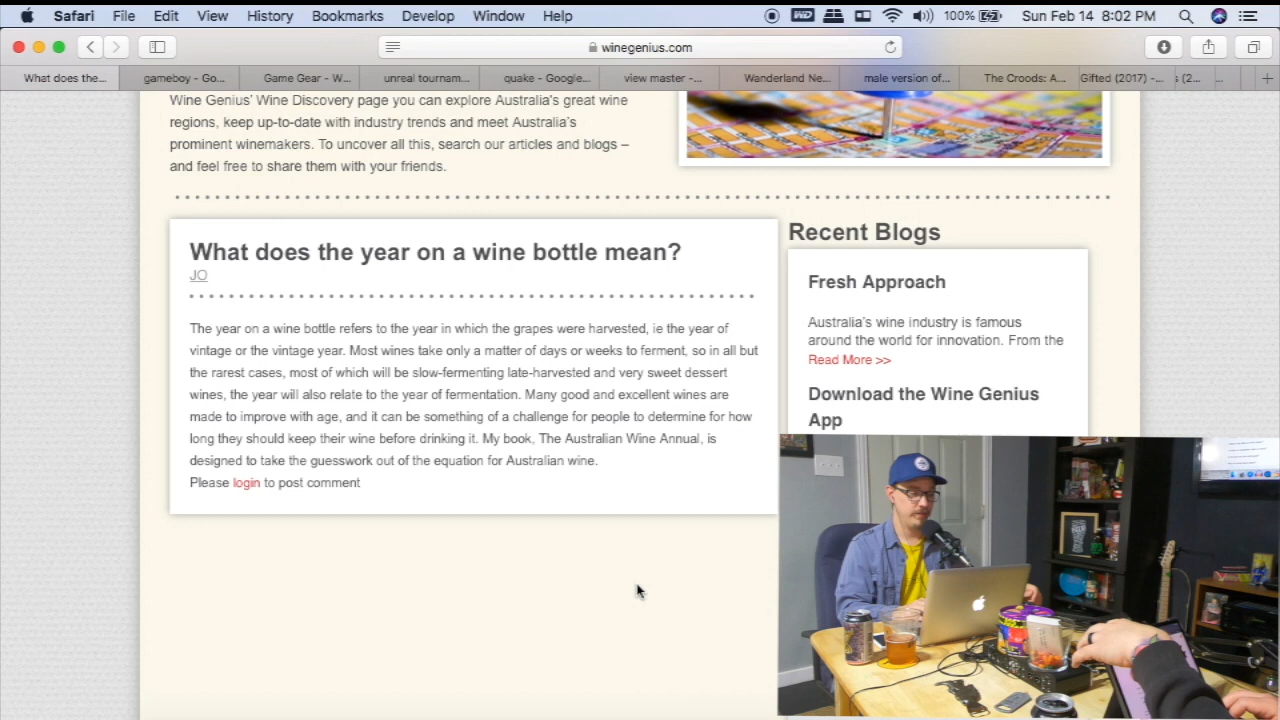 Safari File Edit View History Bookmarks Develop Window Help
100% Sun Feb 14 8:02 PM
winegenius.com
What does the... gameboy - Go... Game Gear - W... unreal tournam... quake - Google... view master -... Wanderland Ne... male version of... The Croods: A... Gifted (2017) -... (2... ...
Wine Genius' Wine Discovery page you can explore Australia's great wine
regions, keep up-to-date with industry trends and meet Australia's
prominent winemakers. To uncover all this, search our articles and blogs –
and feel free to share them with your friends.
What does the year on a wine bottle mean?
JO
The year on a wine bottle refers to the year in which the grapes were harvested, ie the year of
vintage or the vintage year. Most wines take only a matter of days or weeks to ferment, so in all but
the rarest cases, most of which will be slow-fermenting late-harvested and very sweet dessert
wines, the year will also relate to the year of fermentation. Many good and excellent wines are
made to improve with age, and it can be something of a challenge for people to determine for how
long they should keep their wine before drinking it. My book, The Australian Wine Annual, is
designed to take the guesswork out of the equation for Australian wine.
Please login to post comment
Recent Blogs
Fresh Approach
Australia's wine industry is famous
around the world for innovation. From the
Read More >>
Download the Wine Genius
App